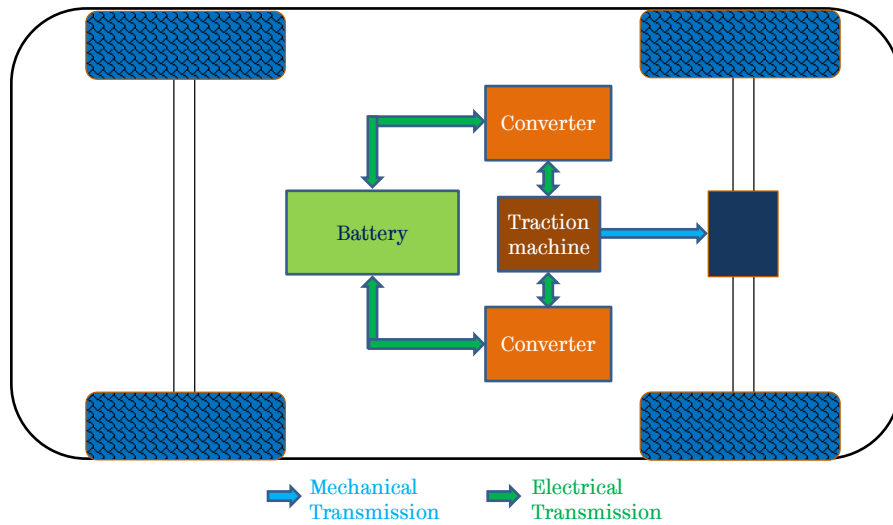 Converter
Battery
Traction
machine
Converter
Mechanical
Transmission
Electrical
Transmission